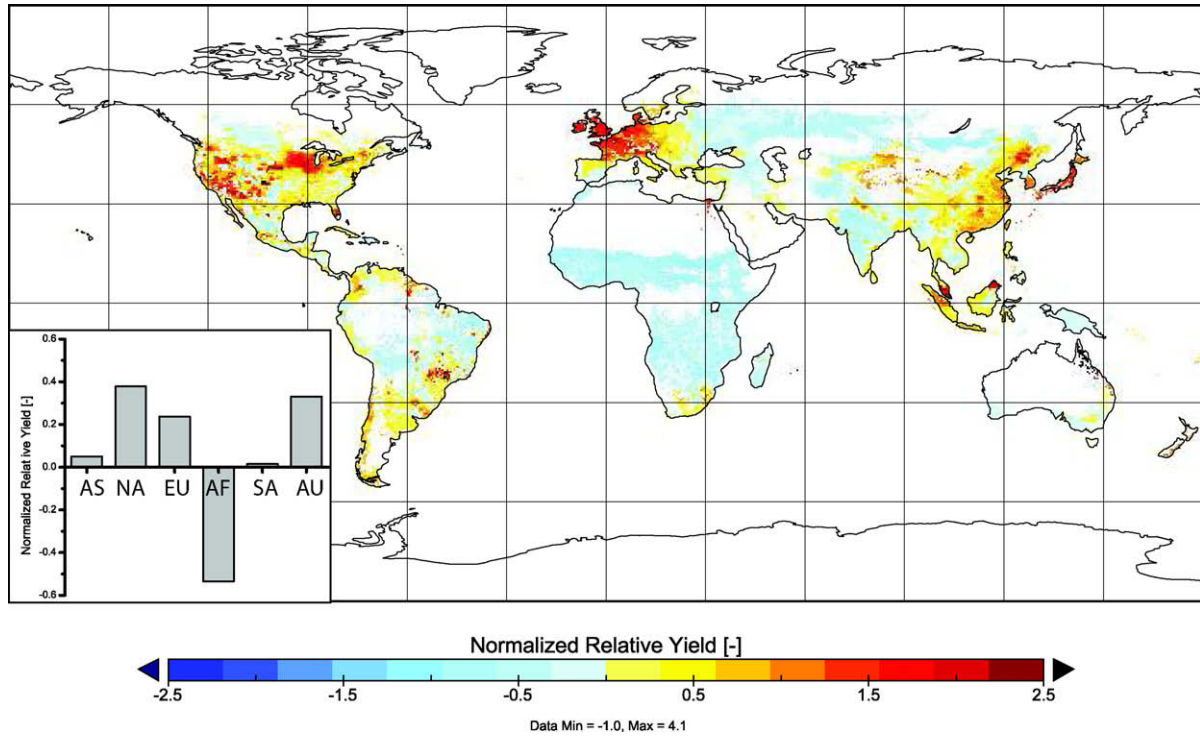 0.6
0.4
0.2
0.0
-0.2
-0.4
-0.6
Normalized Relative Yield [-]
AS NA EU AF SA AU
Normalized Relative Yield [-]
-2.5 -1.5 -0.5 0.5 1.5 2.5
Data Min = -1.0, Max = 4.1